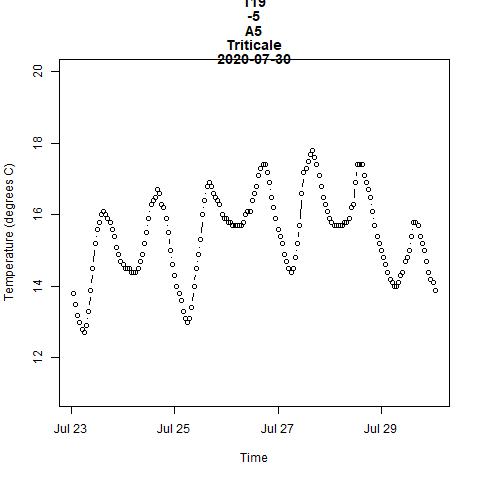 T19
-5
A5
Triticale
2020-07-30
20
18
16
14
12
Temperature (degrees C)
Jul 23
Jul 25
Jul 27
Jul 29
Time